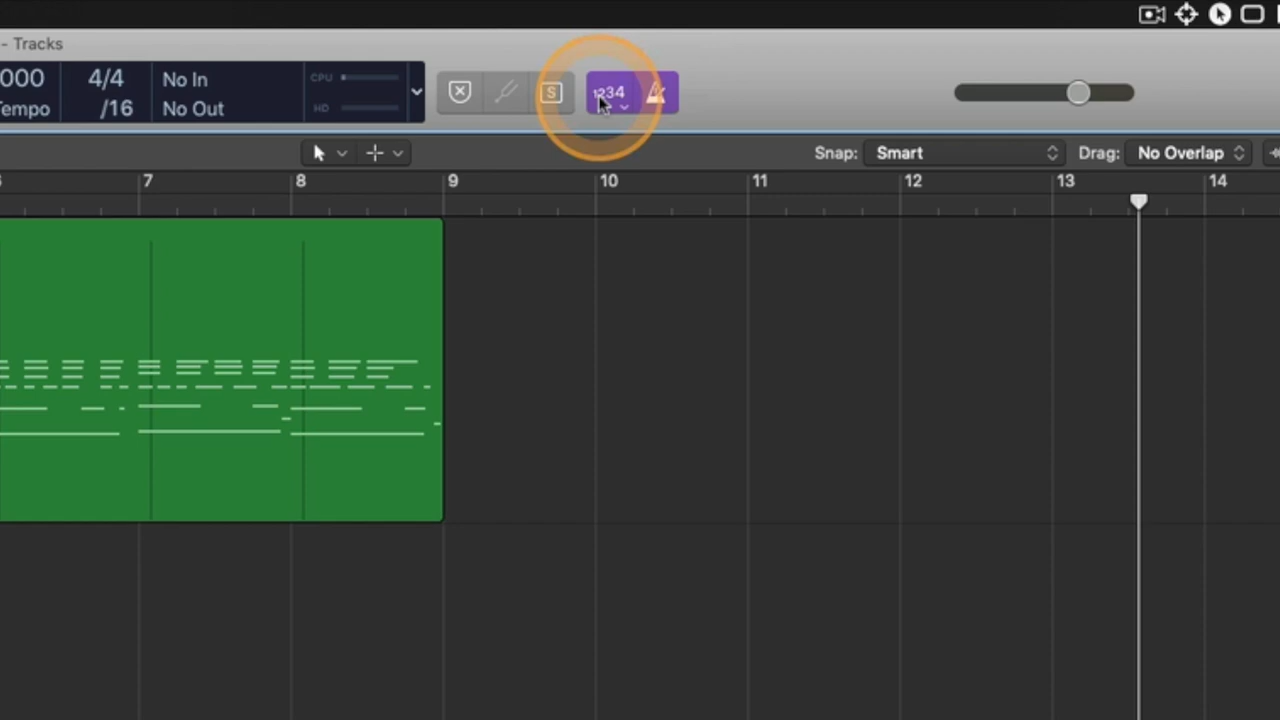 - Tracks
000 4/4 No In CPU
Tempo /16 No Out HD
S 1234
Snap: Smart Drag: No Overlap
7 8 9 10 11 12 13 14